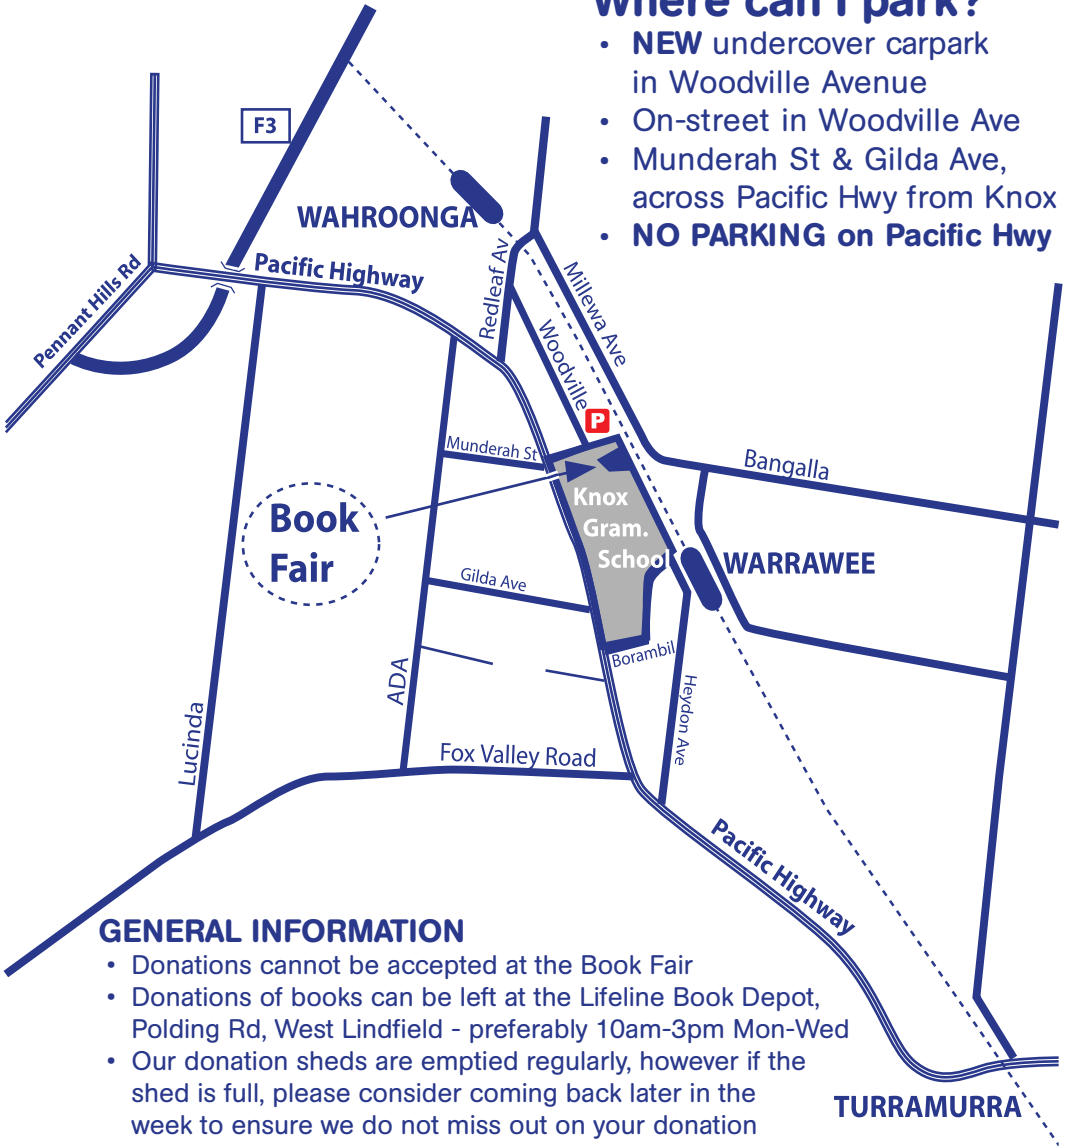 Where can I park?
• NEW undercover carpark
in Woodville Avenue
• On-street in Woodville Ave
• Munderah St & Gilda Ave,
across Pacific Hwy from Knox
• NO PARKING on Pacific Hwy
F3
WAHROONGA
Pacific Highway
Pennant Hills Rd
Redleaf Av
Millewa Ave
Woodville
P
Munderah St
Bangalla
Book
Fair
Knox
Gram.
School
WARRAWEE
Gilda Ave
Borambil
ADA
Heydon Ave
Lucinda
Fox Valley Road
Pacific Highway
GENERAL INFORMATION
• Donations cannot be accepted at the Book Fair
• Donations of books can be left at the Lifeline Book Depot,
Polding Rd, West Lindfield - preferably 10am-3pm Mon-Wed
• Our donation sheds are emptied regularly, however if the
shed is full, please consider coming back later in the
week to ensure we do not miss out on your donation
TURRAMURRA